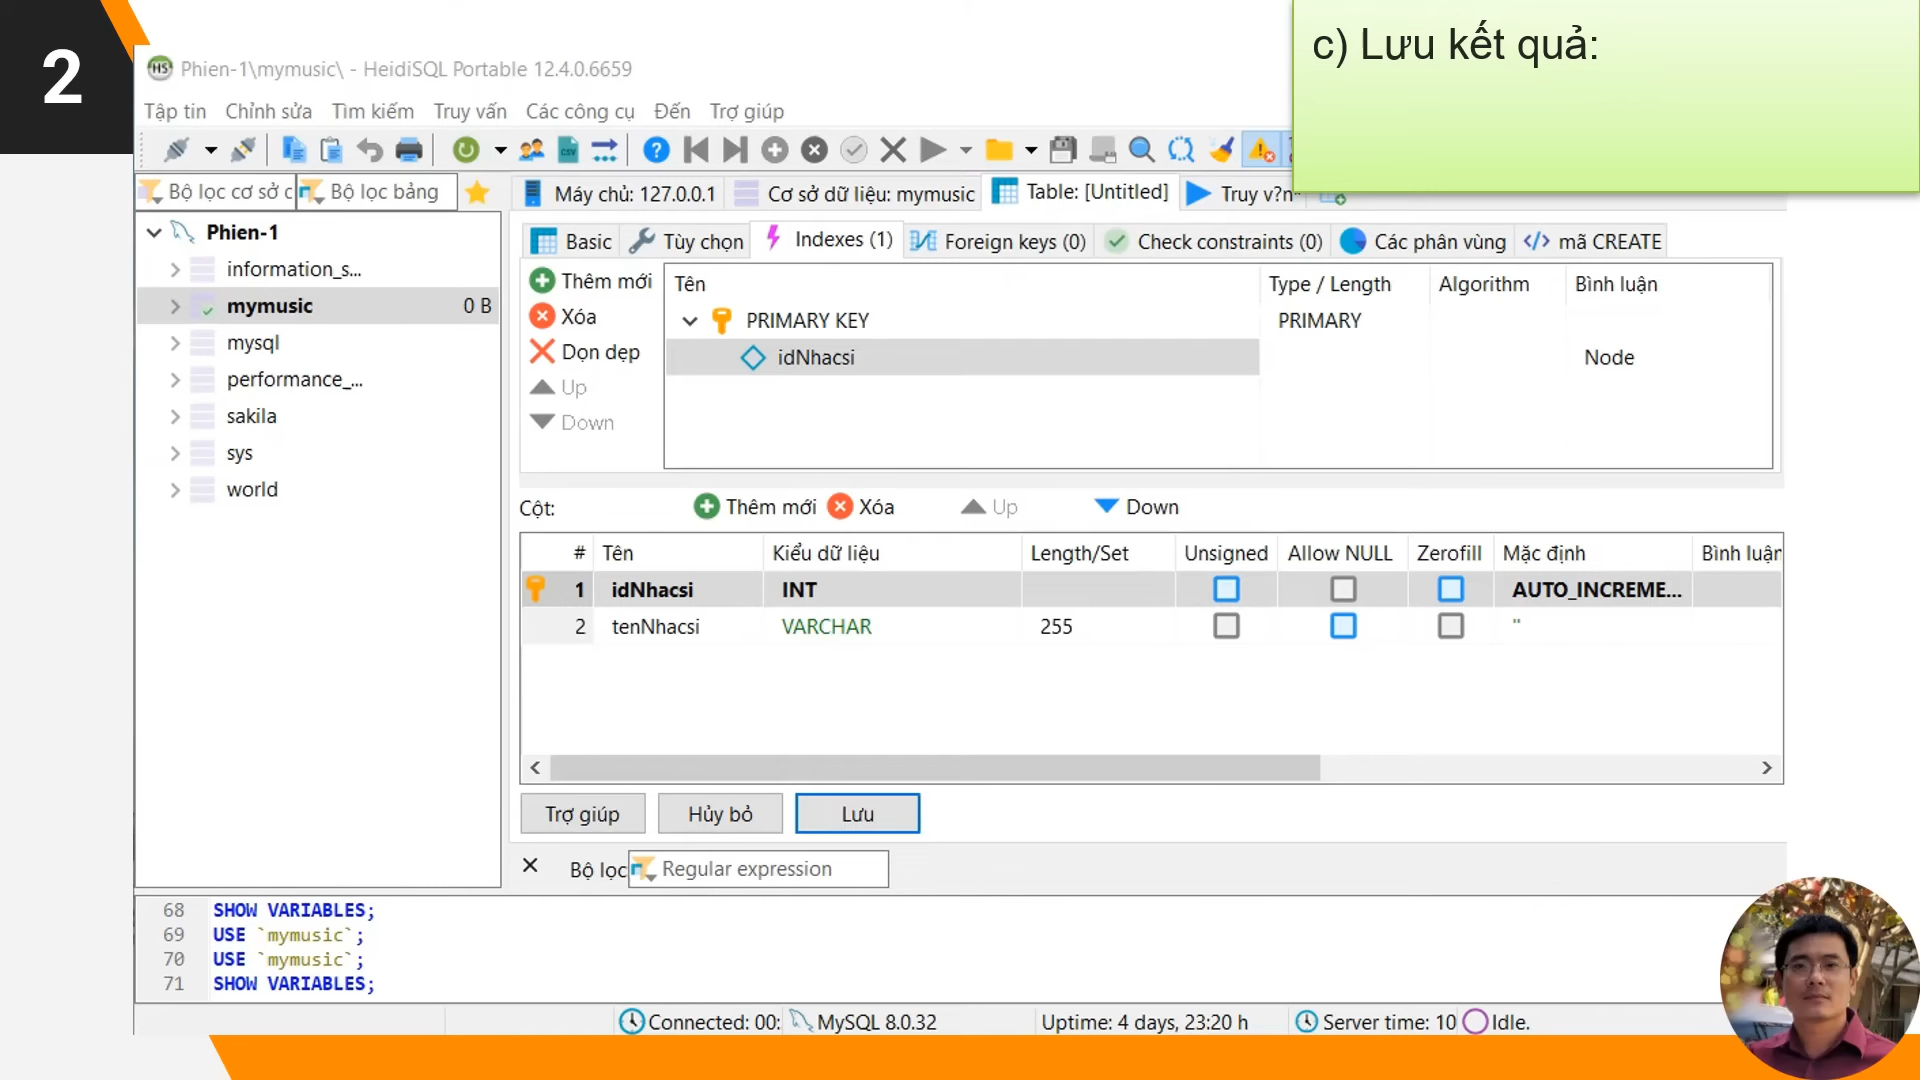 2
c) Lưu kết quả:
Phien-1\mymusic\ - HeidiSQL Portable 12.4.0.6659
Tập tin Chỉnh sửa Tìm kiếm Truy vấn Các công cụ Đến Trợ giúp
Bộ lọc cơ sở c Bộ lọc bảng
Máy chủ: 127.0.0.1 Cơ sở dữ liệu: mymusic Table: [Untitled] Truy v?n*
Phien-1
information_s...
mymusic 0 B
mysql
performance_...
sakila
sys
world
Basic Tùy chọn Indexes (1) Foreign keys (0) Check constraints (0) Các phân vùng mã CREATE
Thêm mới
Xóa
Dọn dẹp
Up
Down
Tên Type / Length Algorithm Bình luận
PRIMARY KEY PRIMARY
idNhacsi Node
Cột: Thêm mới Xóa Up Down
# Tên Kiểu dữ liệu Length/Set Unsigned Allow NULL Zerofill Mặc định Bình luận
1 idNhacsi INT AUTO_INCREME...
2 tenNhacsi VARCHAR 255 ''
Trợ giúp Hủy bỏ Lưu
Bộ lọc Regular expression
68 SHOW VARIABLES;
69 USE `mymusic`;
70 USE `mymusic`;
71 SHOW VARIABLES;
Connected: 00: MySQL 8.0.32 Uptime: 4 days, 23:20 h Server time: 10 Idle.